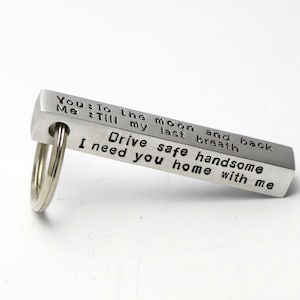 You:To the moon and back
Me :Till my last breath
Drive safe handsome
I need you home with me